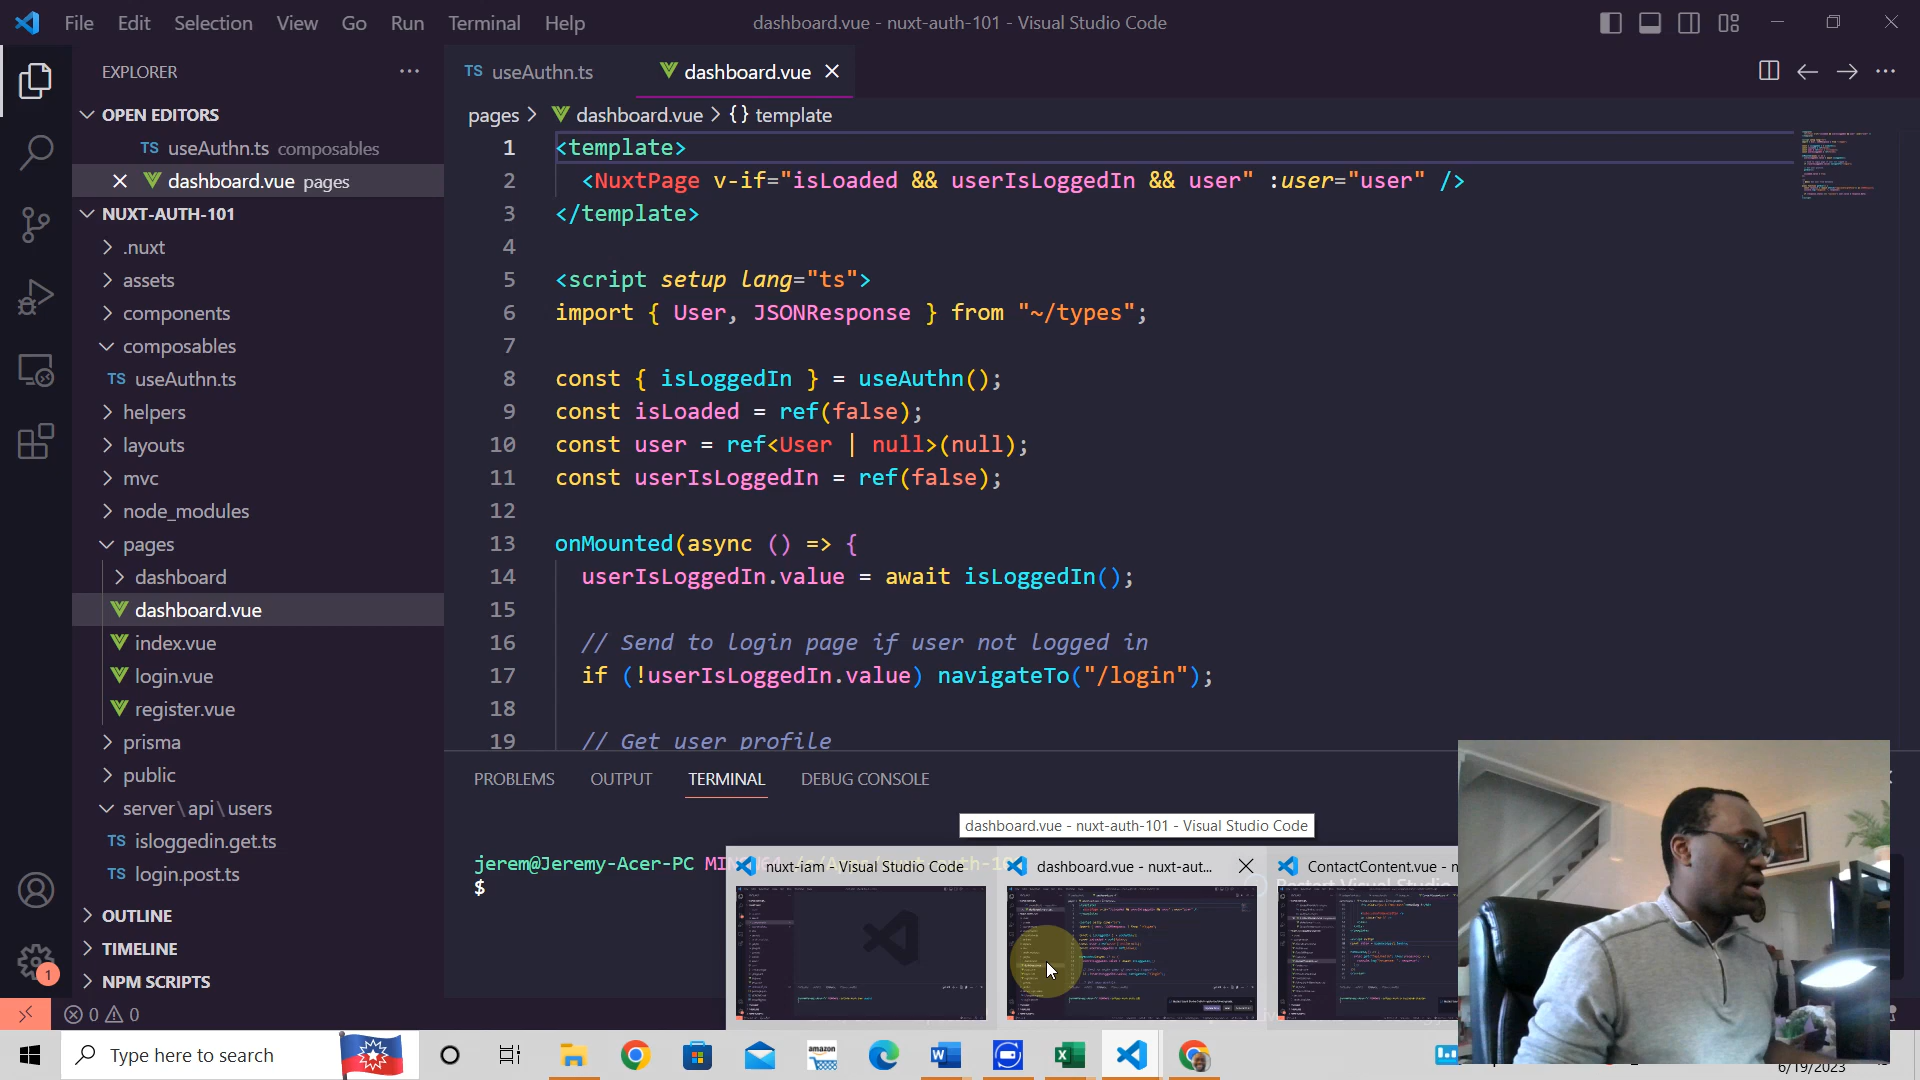 File Edit Selection View Go Run Terminal Help
dashboard.vue - nuxt-auth-101 - Visual Studio Code
EXPLORER
OPEN EDITORS
TS useAuthn.ts composables
dashboard.vue pages
NUXT-AUTH-101
.nuxt
assets
components
composables
TS useAuthn.ts
helpers
layouts
mvc
node_modules
pages
dashboard
dashboard.vue
index.vue
login.vue
register.vue
prisma
public
server\api\users
TS isloggedin.get.ts
TS login.post.ts
OUTLINE
TIMELINE
NPM SCRIPTS
TS useAuthn.ts
dashboard.vue
pages > dashboard.vue > {} template
1 <template>
2 <NuxtPage v-if="isLoaded && userIsLoggedIn && user" :user="user" />
3 </template>
4
5 <script setup lang="ts">
6 import { User, JSONResponse } from "~/types";
7
8 const { isLoggedIn } = useAuthn();
9 const isLoaded = ref(false);
10 const user = ref<User | null>(null);
11 const userIsLoggedIn = ref(false);
12
13 onMounted(async () => {
14 userIsLoggedIn.value = await isLoggedIn();
15
16 // Send to login page if user not logged in
17 if (!userIsLoggedIn.value) navigateTo("/login");
18
19 // Get user profile
PROBLEMS OUTPUT TERMINAL DEBUG CONSOLE
dashboard.vue - nuxt-auth-101 - Visual Studio Code
jerem@Jeremy-Acer-PC
$
nuxt-iam - Visual Studio Code
dashboard.vue - nuxt-aut...
ContactContent.vue - n
1
0 0
Type here to search
amazon
6/19/2023